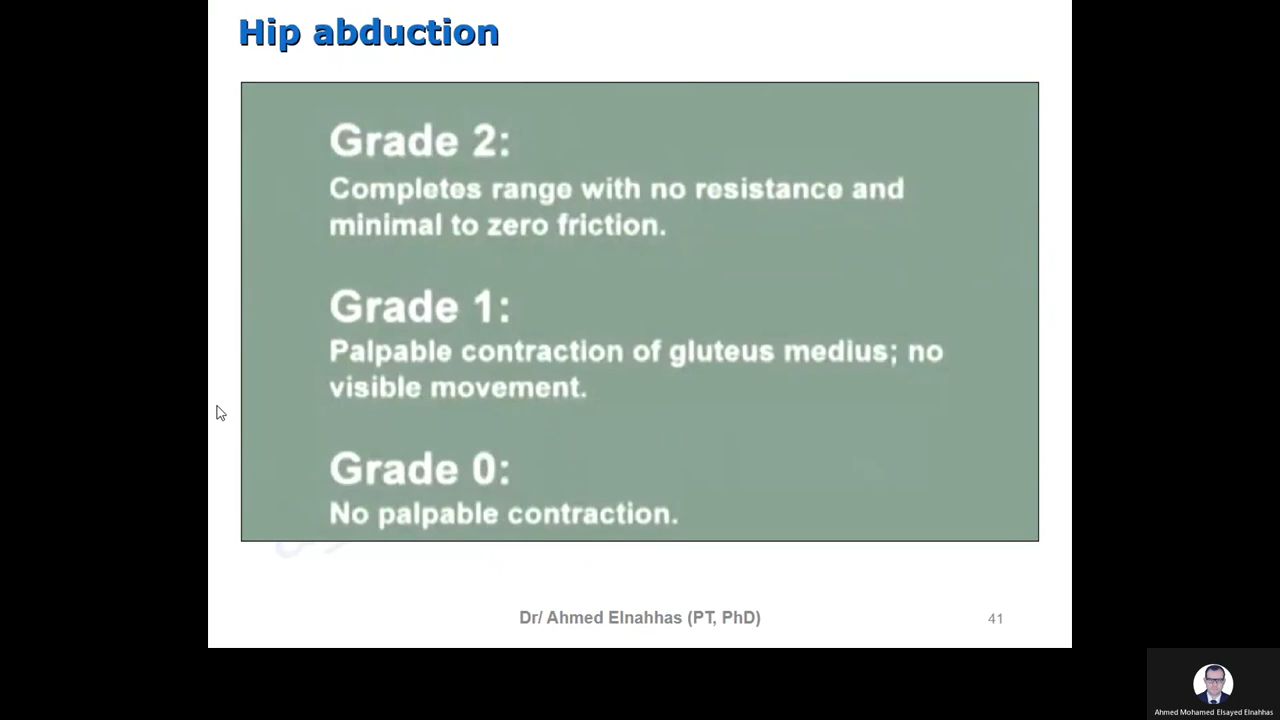 Hip abduction
Grade 2:
Completes range with no resistance and
minimal to zero friction.
Grade 1:
Palpable contraction of gluteus medius; no
visible movement.
Grade 0:
No palpable contraction.
Dr/ Ahmed Elnahhas (PT, PhD)
41
Ahmed Mohamed Elsayed Elnahhas